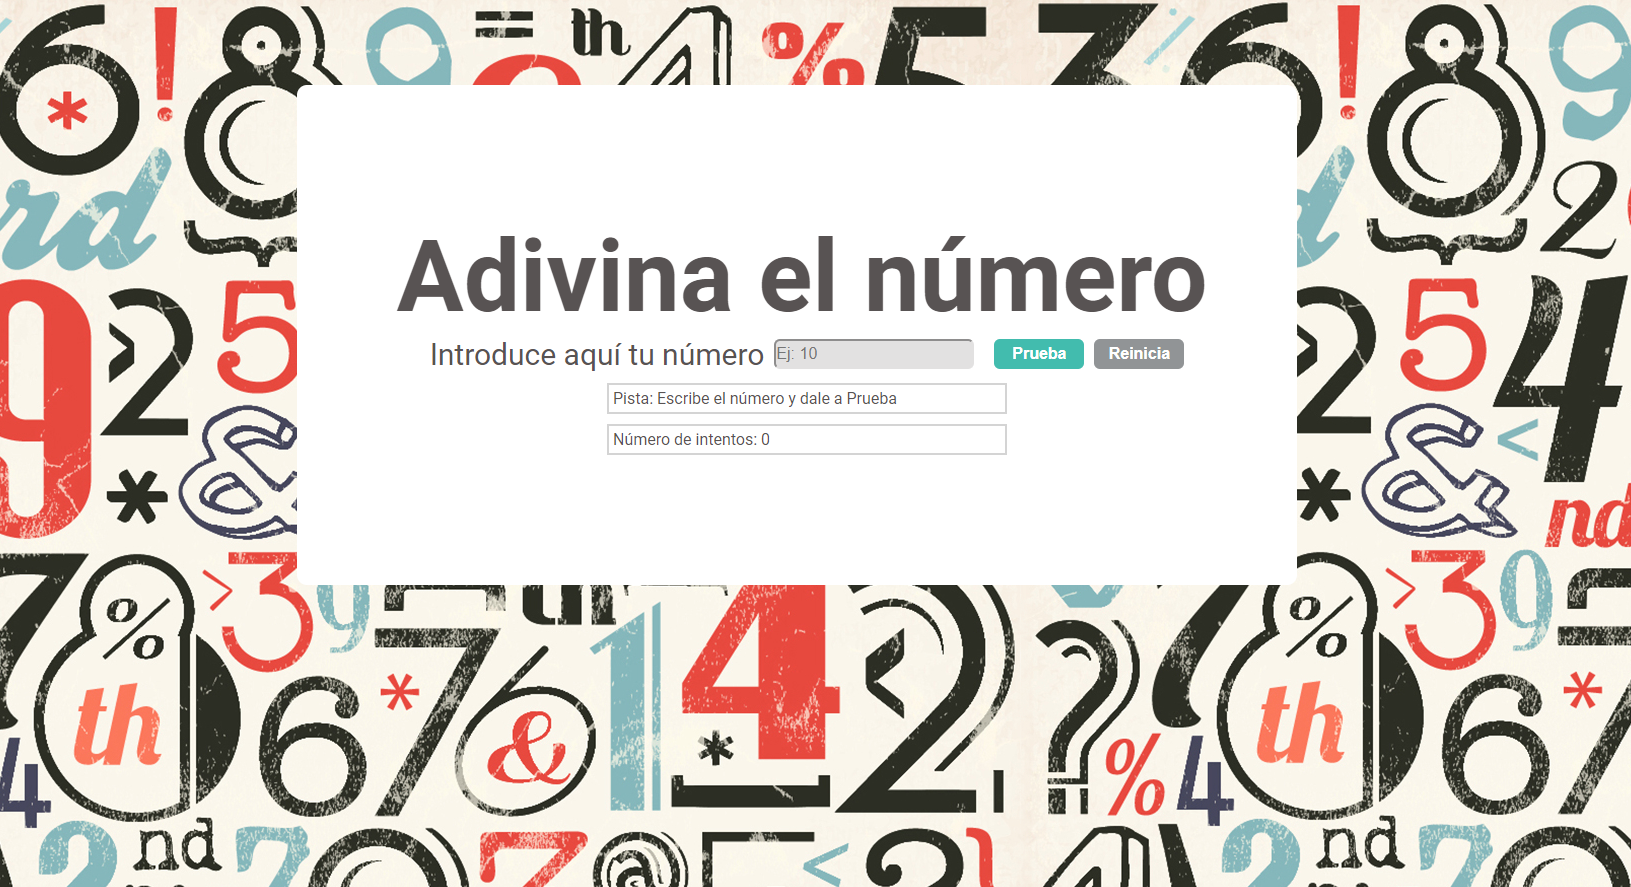 Adivina el número
Introduce aquí tu número Ej: 10 Prueba Reinicia
Pista: Escribe el número y dale a Prueba
Número de intentos: 0